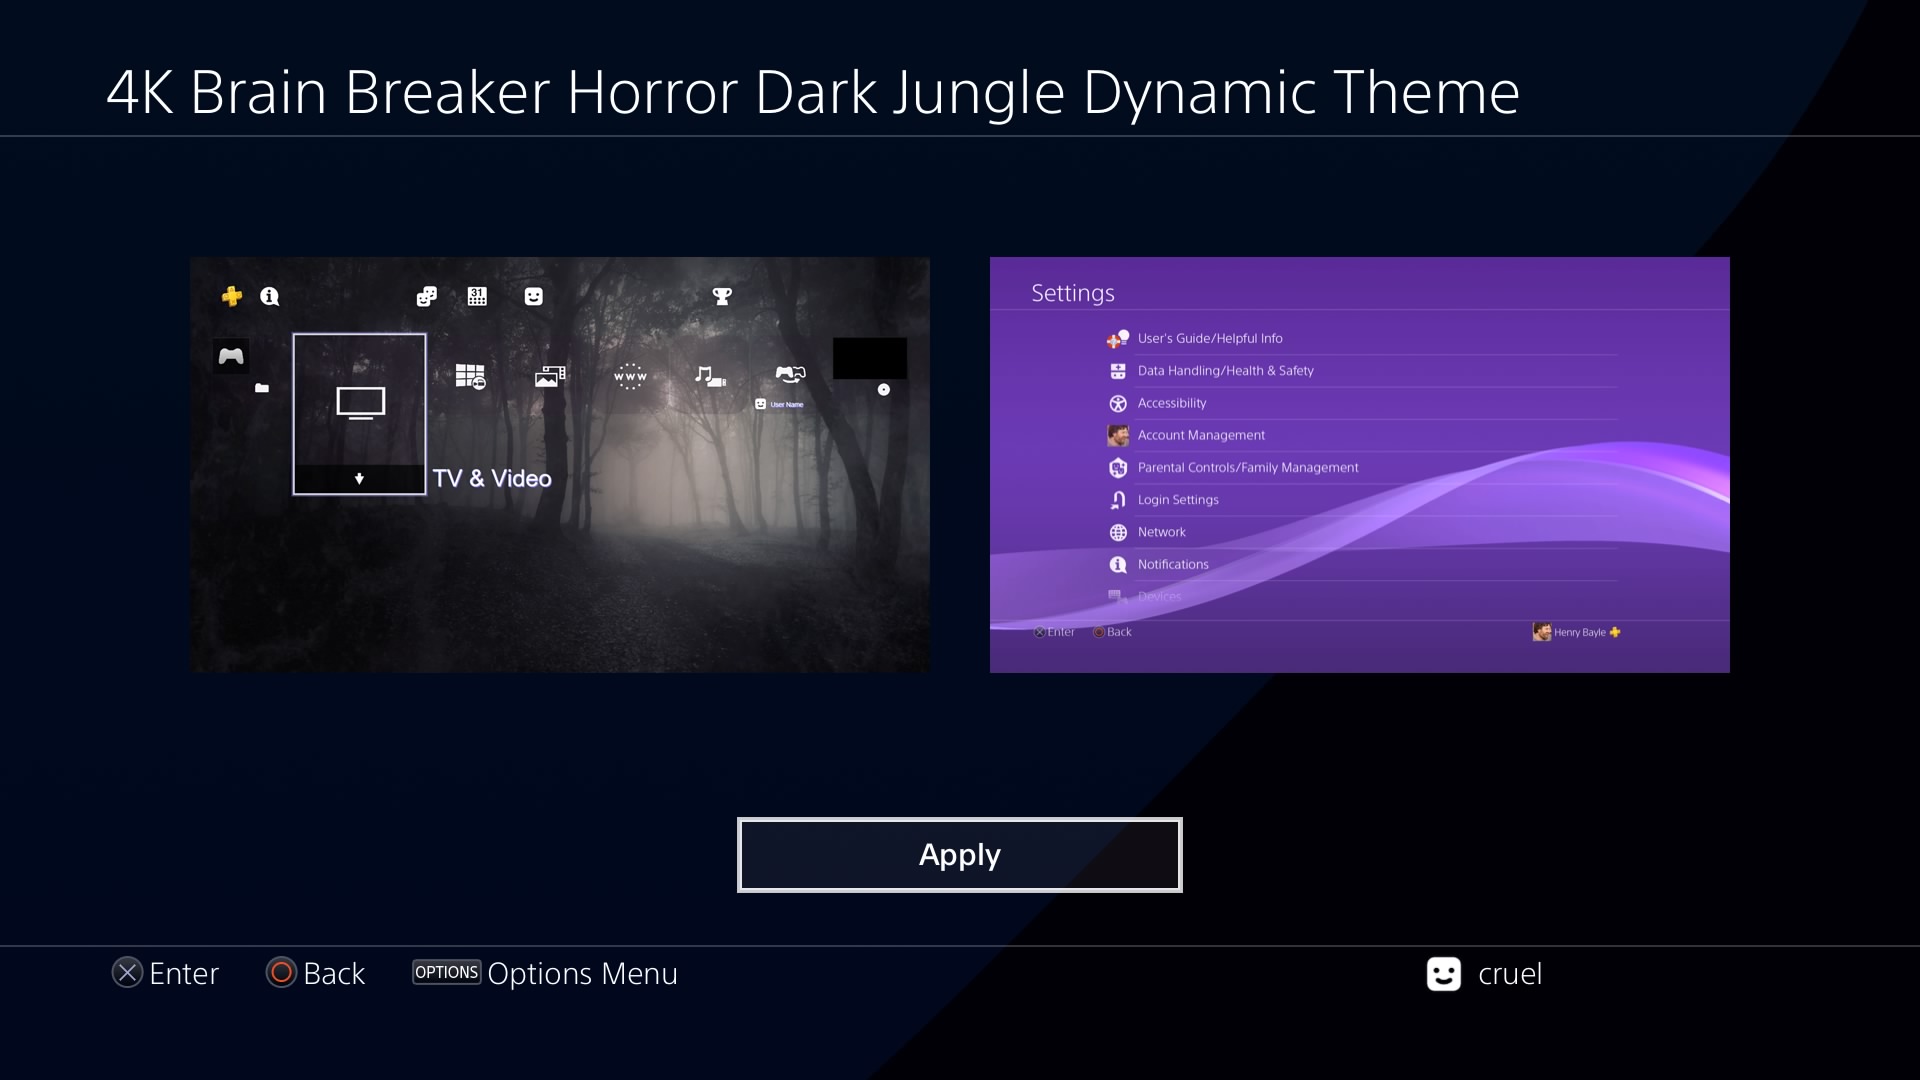 4K Brain Breaker Horror Dark Jungle Dynamic Theme
31
www
User Name
TV & Video
Settings
User's Guide/Helpful Info
Data Handling/Health & Safety
Accessibility
Account Management
Parental Controls/Family Management
Login Settings
Network
Notifications
Devices
Enter Back Henry Bayle
Apply
Enter Back OPTIONS Options Menu cruel